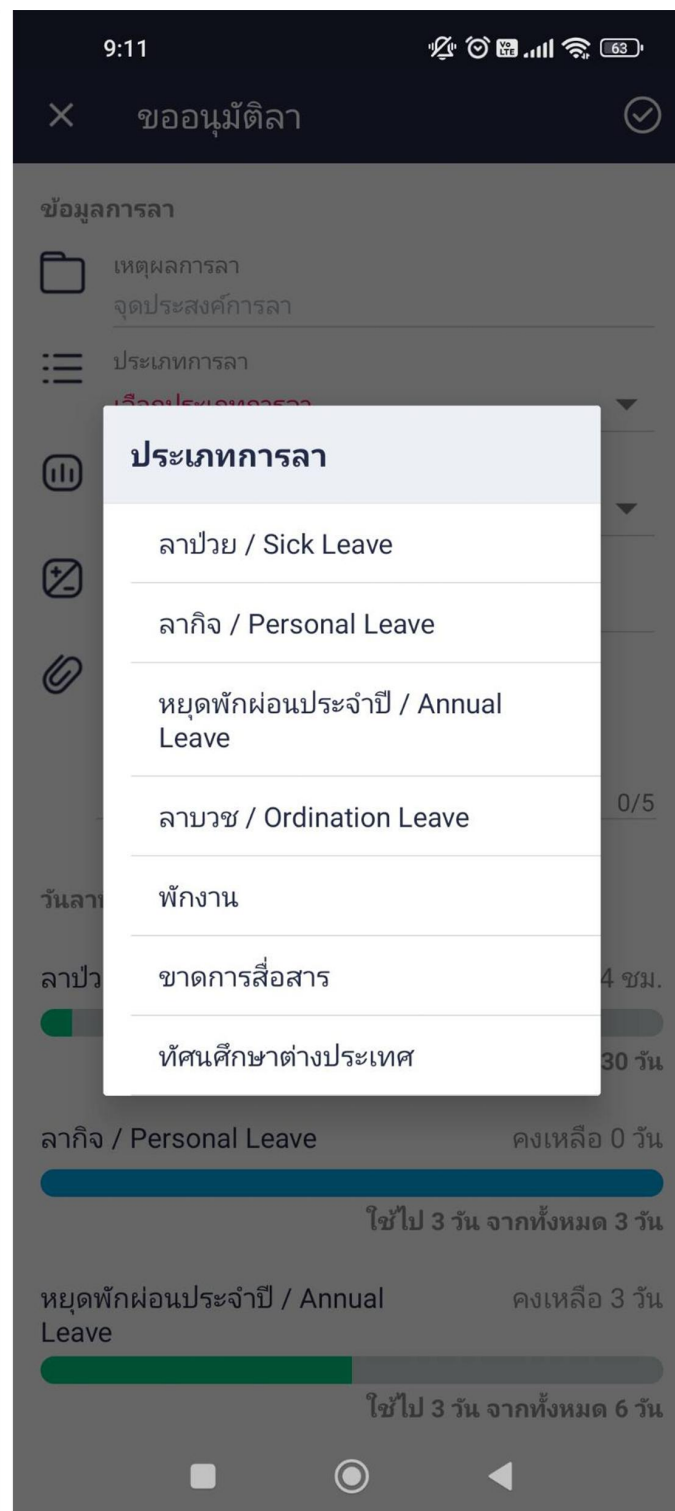 9:11
Vo LTE
63
ขออนุมัติลา
ข้อมูลการลา
เหตุผลการลา
จุดประสงค์การลา
ประเภทการลา
ประเภทการลา
ลาป่วย / Sick Leave
ลากิจ / Personal Leave
หยุดพักผ่อนประจำปี / Annual
Leave
ลาบวช / Ordination Leave
0/5
พักงาน
ขาดการสื่อสาร
4 ชม.
ทัศนศึกษาต่างประเทศ
30 วัน
ลากิจ / Personal Leave
คงเหลือ 0 วัน
ใช้ไป 3 วัน จากทั้งหมด 3 วัน
หยุดพักผ่อนประจำปี / Annual
Leave
คงเหลือ 3 วัน
ใช้ไป 3 วัน จากทั้งหมด 6 วัน